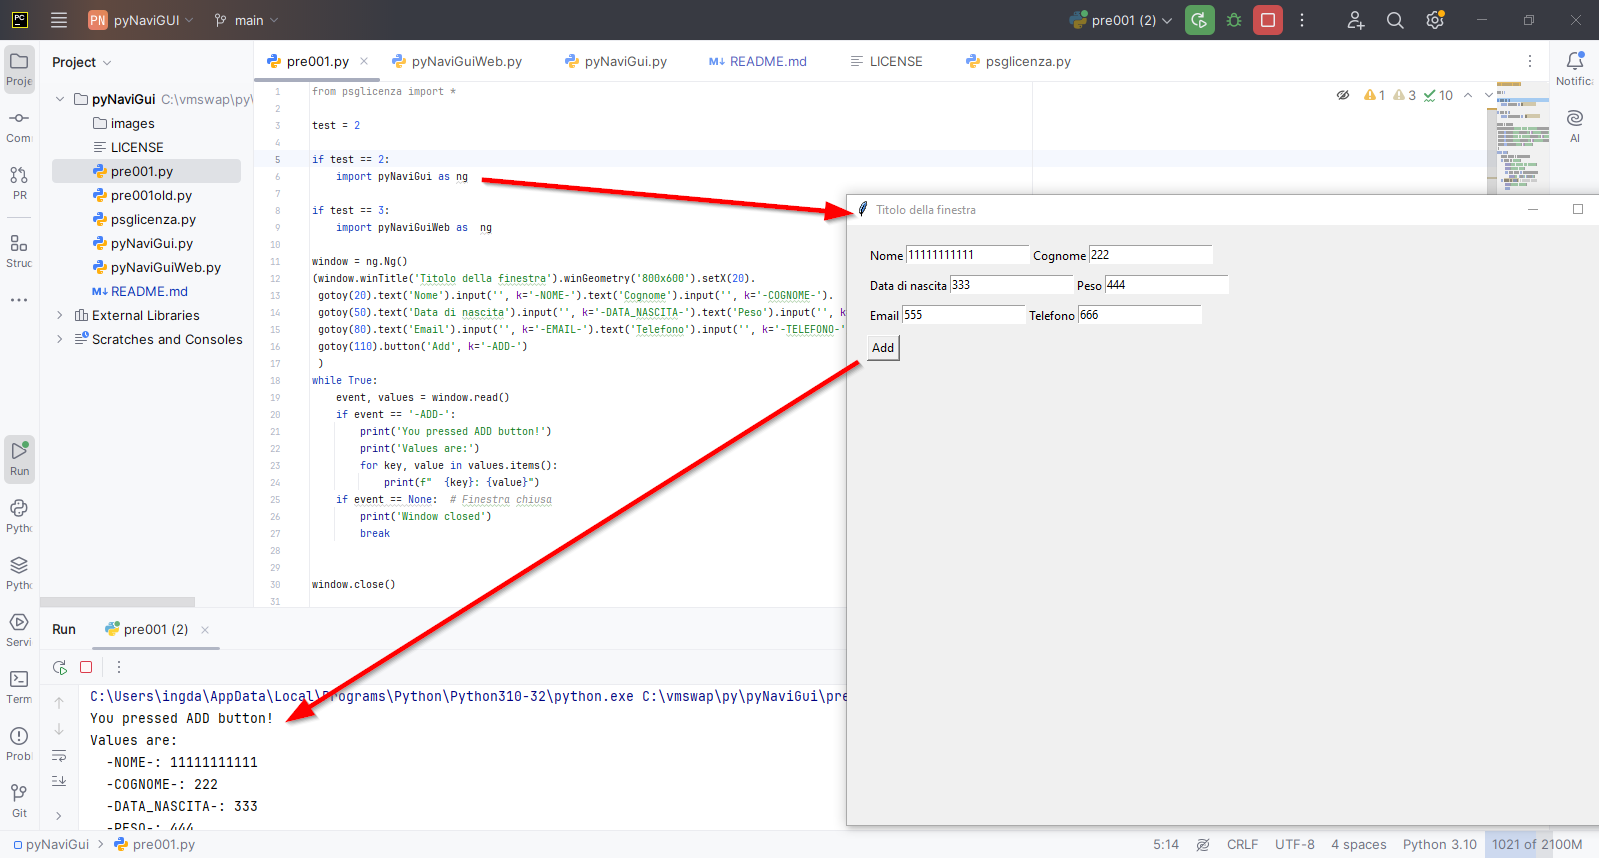 PC
PN pyNaviGUI
main
pre001 (2)
Proje
Com
PR
Struc
Run
Pytho
Pytho
Servi
Term
Probl
Git
Project
pyNaviGui C:\vmswap\py\
images
LICENSE
pre001.py
pre001old.py
psglicenza.py
pyNaviGui.py
pyNaviGuiWeb.py
M↓ README.md
External Libraries
Scratches and Consoles
pre001.py
pyNaviGuiWeb.py
pyNaviGui.py
M↓ README.md
LICENSE
psglicenza.py
1 3 10
Notifica
AI
1 from psglicenza import *
2
3 test = 2
4
5 if test == 2:
6 import pyNaviGui as ng
7
8 if test == 3:
9 import pyNaviGuiWeb as ng
10
11 window = ng.Ng()
12 (window.winTitle('Titolo della finestra').winGeometry('800x600').setX(20).
13 gotoy(20).text('Nome').input('', k='-NOME-').text('Cognome').input('', k='-COGNOME-').
14 gotoy(50).text('Data di nascita').input('', k='-DATA_NASCITA-').text('Peso').input('', k
15 gotoy(80).text('Email').input('', k='-EMAIL-').text('Telefono').input('', k='-TELEFONO-'
16 gotoy(110).button('Add', k='-ADD-')
17 )
18 while True:
19 event, values = window.read()
20 if event == '-ADD-':
21 print('You pressed ADD button!')
22 print('Values are:')
23 for key, value in values.items():
24 print(f" {key}: {value}")
25 if event == None: # Finestra chiusa
26 print('Window closed')
27 break
28
29
30 window.close()
31
Titolo della finestra
Nome 11111111111 Cognome 222
Data di nascita 333 Peso 444
Email 555 Telefono 666
Add
Run pre001 (2)
C:\Users\ingda\AppData\Local\Programs\Python\Python310-32\python.exe C:\vmswap\py\pyNaviGui\pre
You pressed ADD button!
Values are:
-NOME-: 11111111111
-COGNOME-: 222
-DATA_NASCITA-: 333
-PESO-: 444
pyNaviGui > pre001.py
5:14 CRLF UTF-8 4 spaces Python 3.10 1021 of 2100M